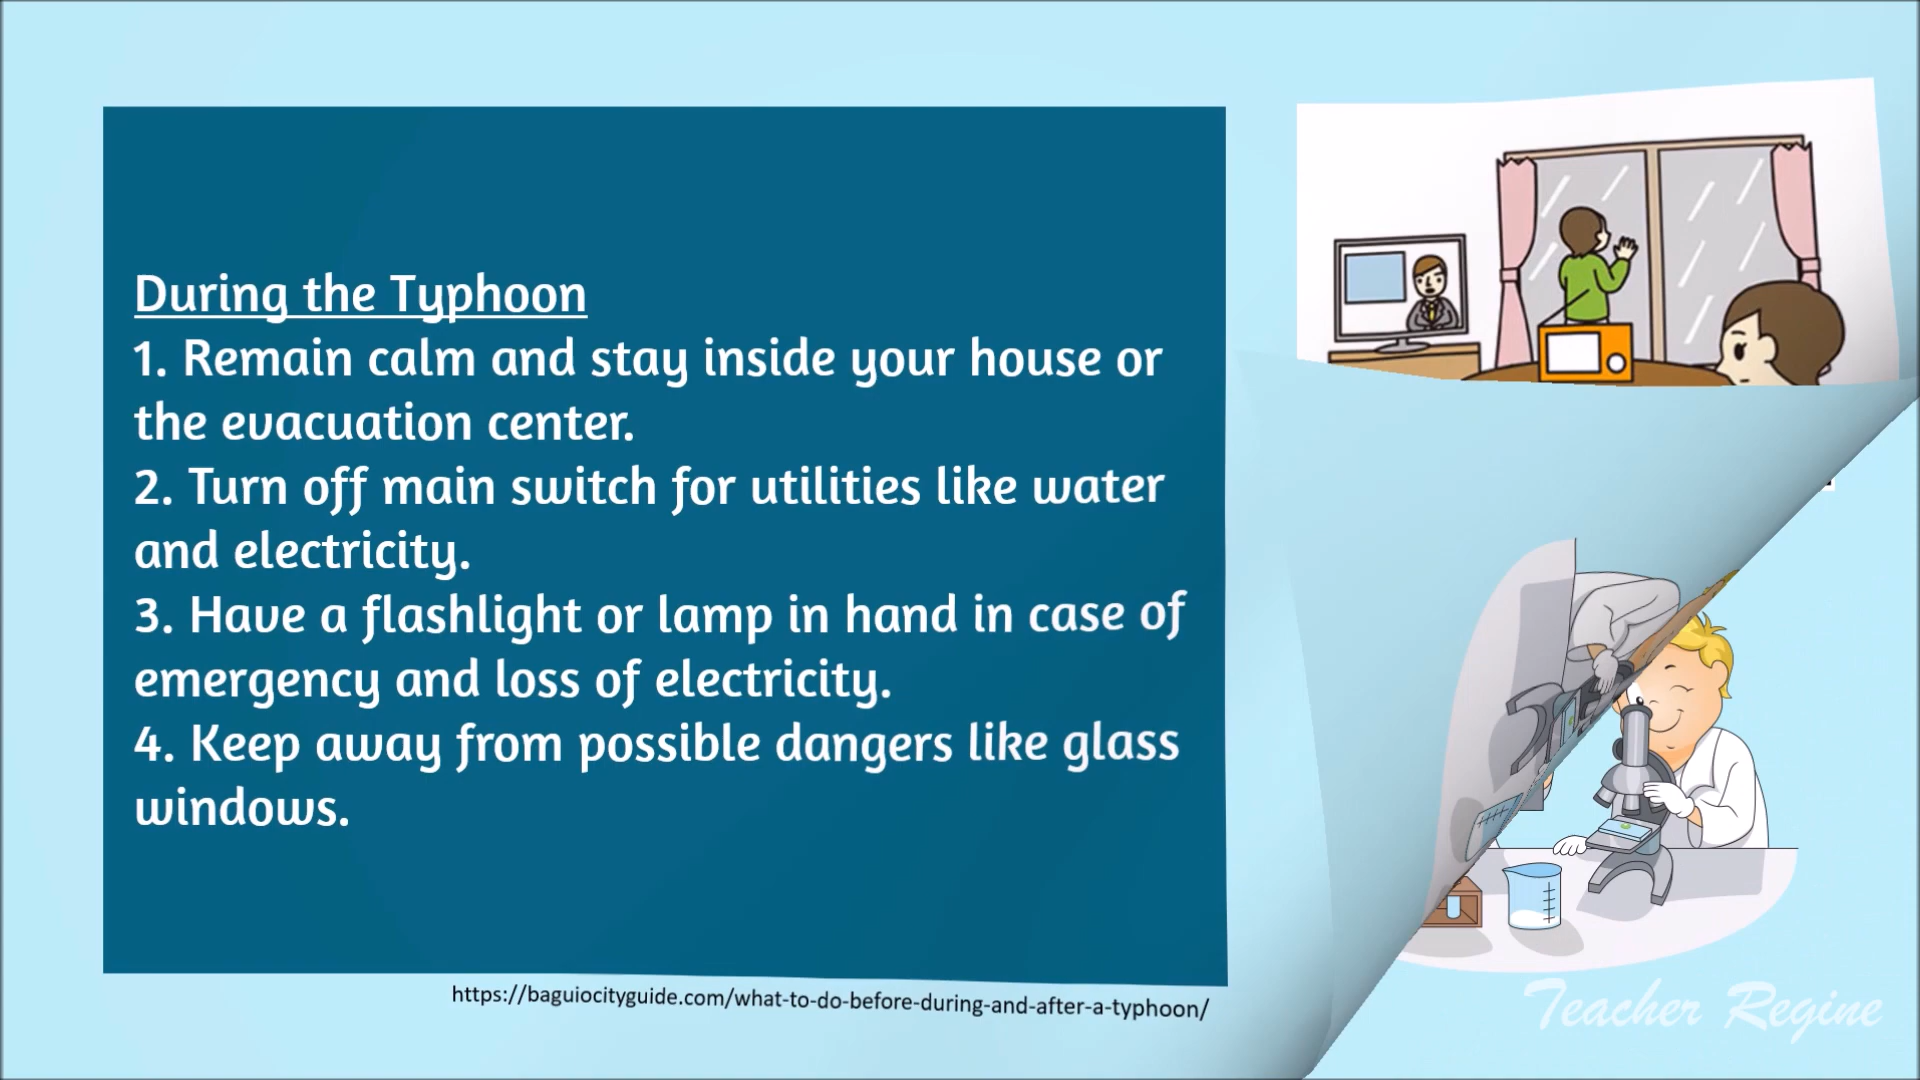 During the Typhoon
1. Remain calm and stay inside your house or
the evacuation center.
2. Turn off main switch for utilities like water
and electricity.
3. Have a flashlight or lamp in hand in case of
emergency and loss of electricity.
4. Keep away from possible dangers like glass
windows.
https://baguiocityguide.com/what-to-do-before-during-and-after-a-typhoon/
Teacher Regine